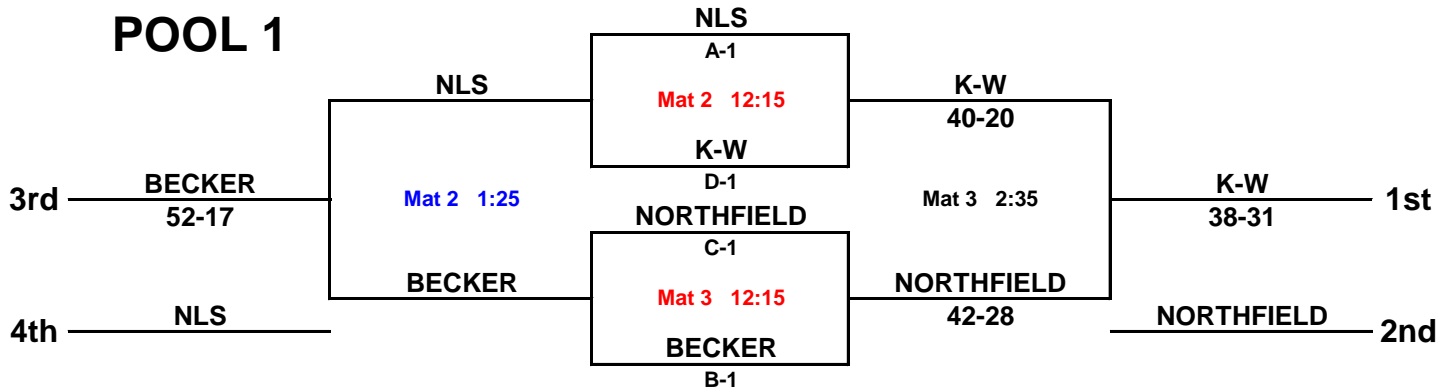 POOL 1
NLS
A-1
NLS
Mat 2 12:15
K-W
40-20
K-W
D-1
3rd
BECKER
52-17
Mat 2 1:25
Mat 3 2:35
K-W
38-31
1st
NORTHFIELD
C-1
BECKER
Mat 3 12:15
NORTHFIELD
42-28
4th
NLS
BECKER
B-1
NORTHFIELD
2nd